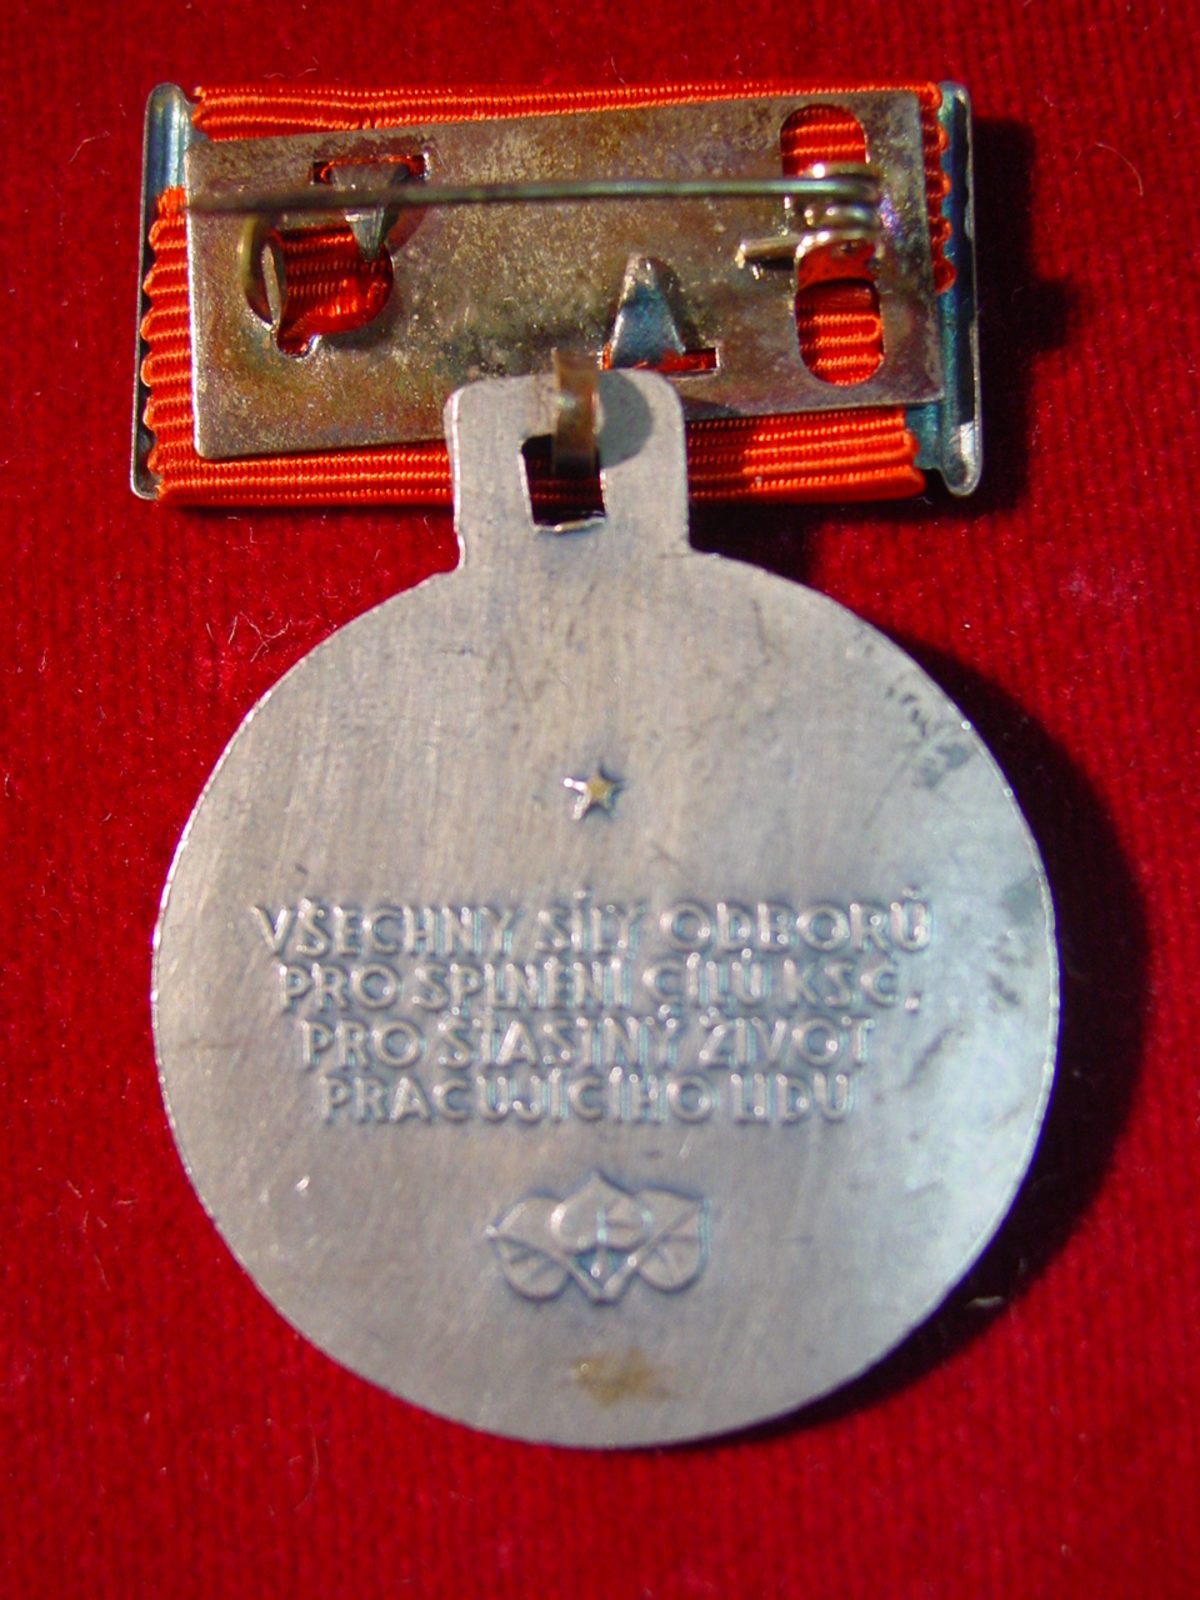 VŠECHNY SÍLY ODBORŮ
PRO SPLNĚNÍ CÍLŮ KSČ,
PRO ŠŤASTNÝ ŽIVOT
PRACUJÍCÍHO LIDU